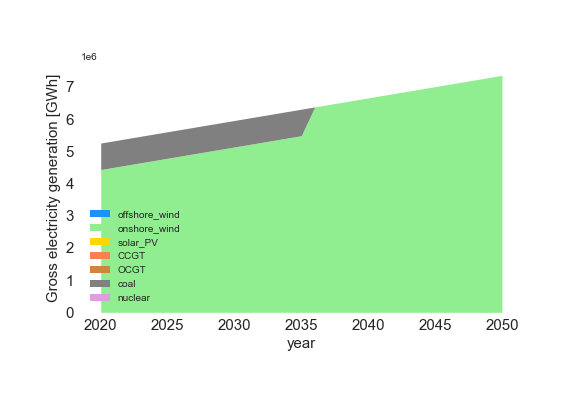 1e6
Gross electricity generation [GWh]
7
6
5
4
3
2
1
0
offshore_wind
onshore_wind
solar_PV
CCGT
OCGT
coal
nuclear
2020 2025 2030 2035 2040 2045 2050
year